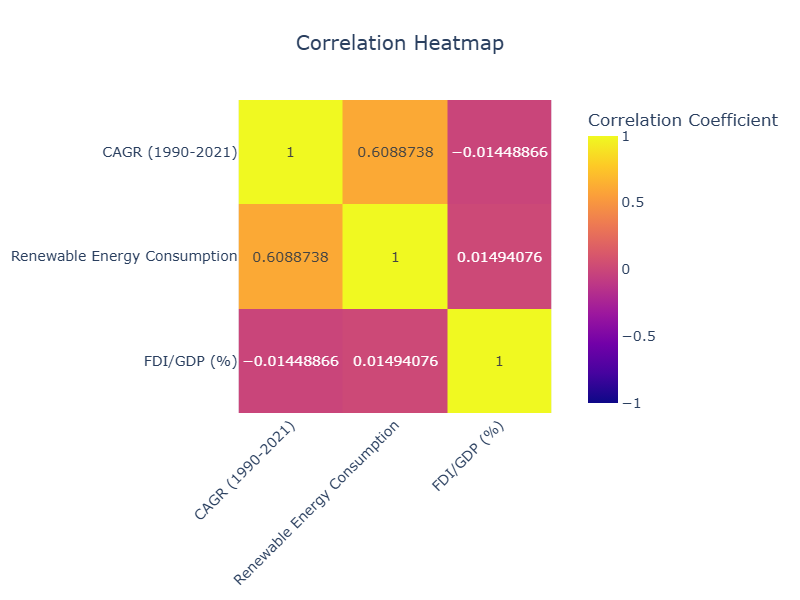 Correlation Heatmap
Correlation Coefficient
CAGR (1990-2021)
1
0.6088738
−0.01448866
Renewable Energy Consumption
0.6088738
1
0.01494076
FDI/GDP (%)
−0.01448866
0.01494076
1
1
0.5
0
−0.5
−1
CAGR (1990-2021)
Renewable Energy Consumption
FDI/GDP (%)